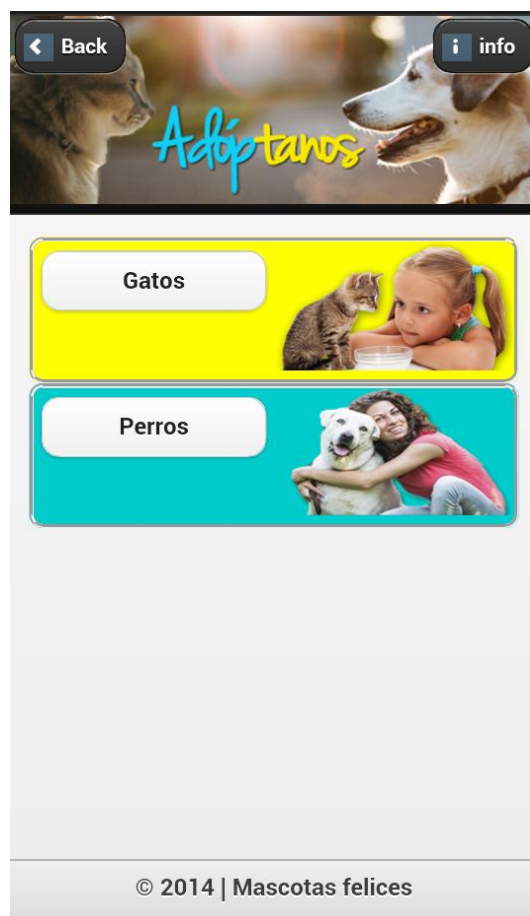 Back
info
Adóptanos
Gatos
Perros
© 2014 | Mascotas felices